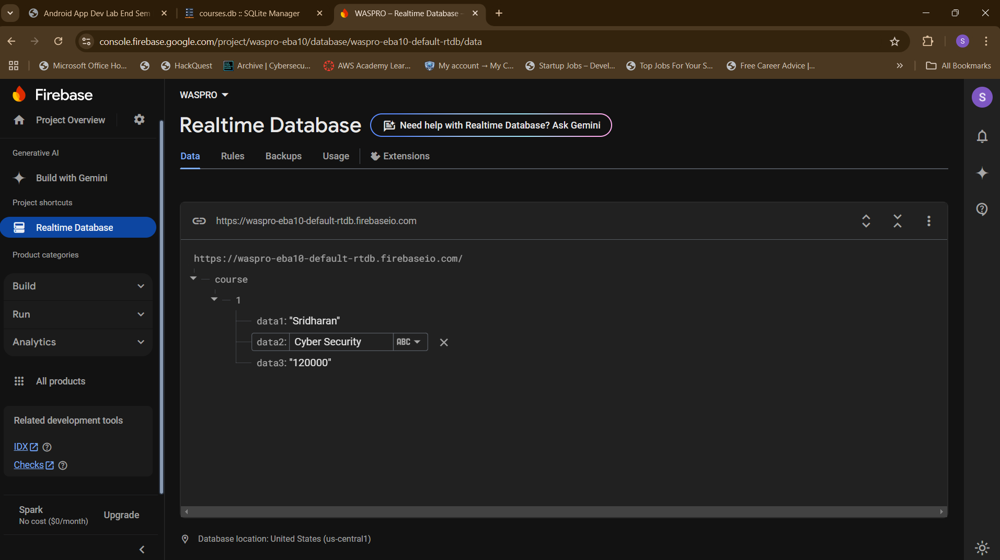 Android App Dev Lab End Sem
courses.db :: SQLite Manager
WASPRO – Realtime Database -
console.firebase.google.com/project/waspro-eba10/database/waspro-eba10-default-rtdb/data
S
Microsoft Office Ho...
HackQuest
Archive | Cybersecu...
AWS Academy Lear...
My account → My C...
Startup Jobs – Devel...
Top Jobs For Your S...
Free Career Advice |...
All Bookmarks
Firebase
Project Overview
Generative AI
Build with Gemini
Project shortcuts
Realtime Database
Product categories
Build
Run
Analytics
All products
Related development tools
IDX
Checks
Spark
No cost ($0/month)
Upgrade
WASPRO
Realtime Database
Need help with Realtime Database? Ask Gemini
Data
Rules
Backups
Usage
Extensions
https://waspro-eba10-default-rtdb.firebaseio.com
https://waspro-eba10-default-rtdb.firebaseio.com/
course
1
data1: "Sridharan"
data2: Cyber Security ABC
data3: "120000"
Database location: United States (us-central1)
S